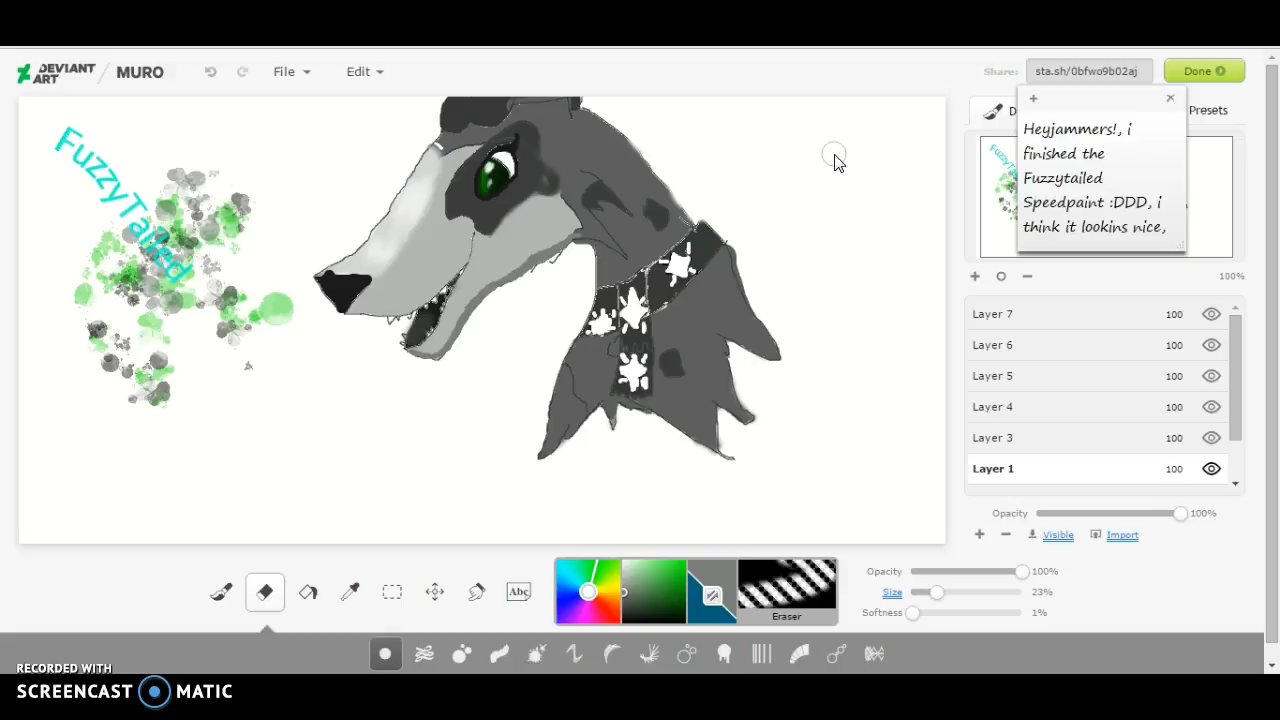 DEVIANT
ART
MURO
File
Edit
Share:
sta.sh/0bfwo9b02aj
Done
D
Presets
Heyjammers!, i
finished the
Fuzzytailed
Speedpaint :DDD, i
think it lookins nice,
FuzzyTailed
100%
Layer 7 100
Layer 6 100
Layer 5 100
Layer 4 100
Layer 3 100
Layer 1 100
Opacity 100%
Visible
Import
Abc
Eraser
Opacity 100%
Size 23%
Softness 1%
RECORDED WITH
SCREENCAST MATIC